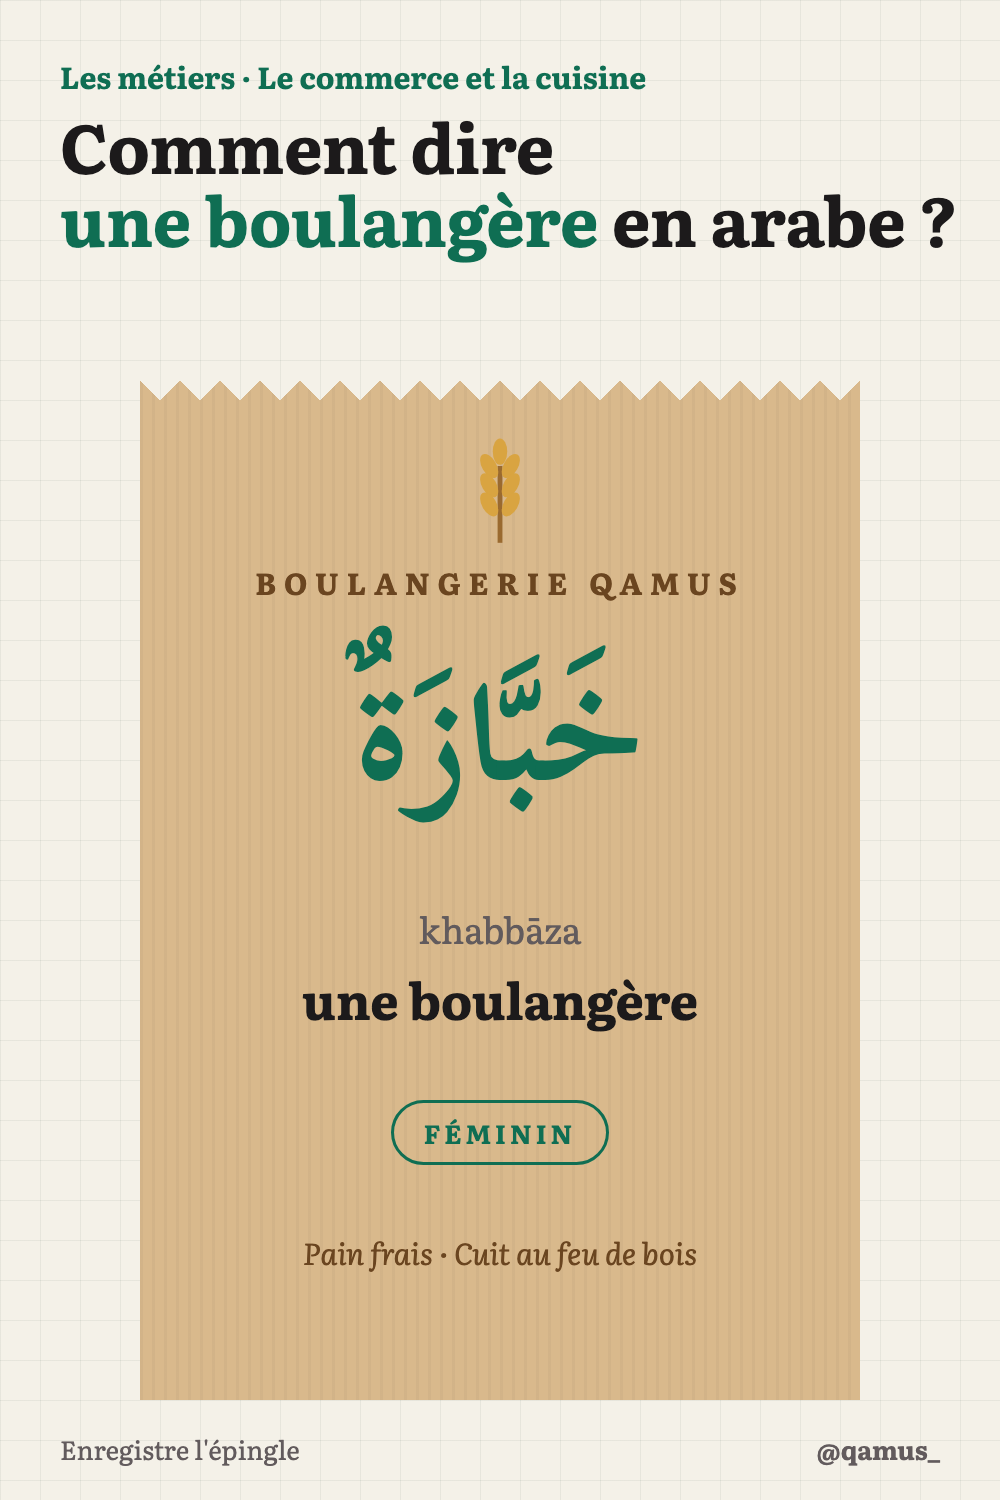 Les métiers · Le commerce et la cuisine
Comment dire
une boulangère en arabe ?
BOULANGERIE QAMUS
خَبَّازَةٌ
khabbāza
une boulangère
FÉMININ
Pain frais · Cuit au feu de bois
Enregistre l'épingle
@qamus_